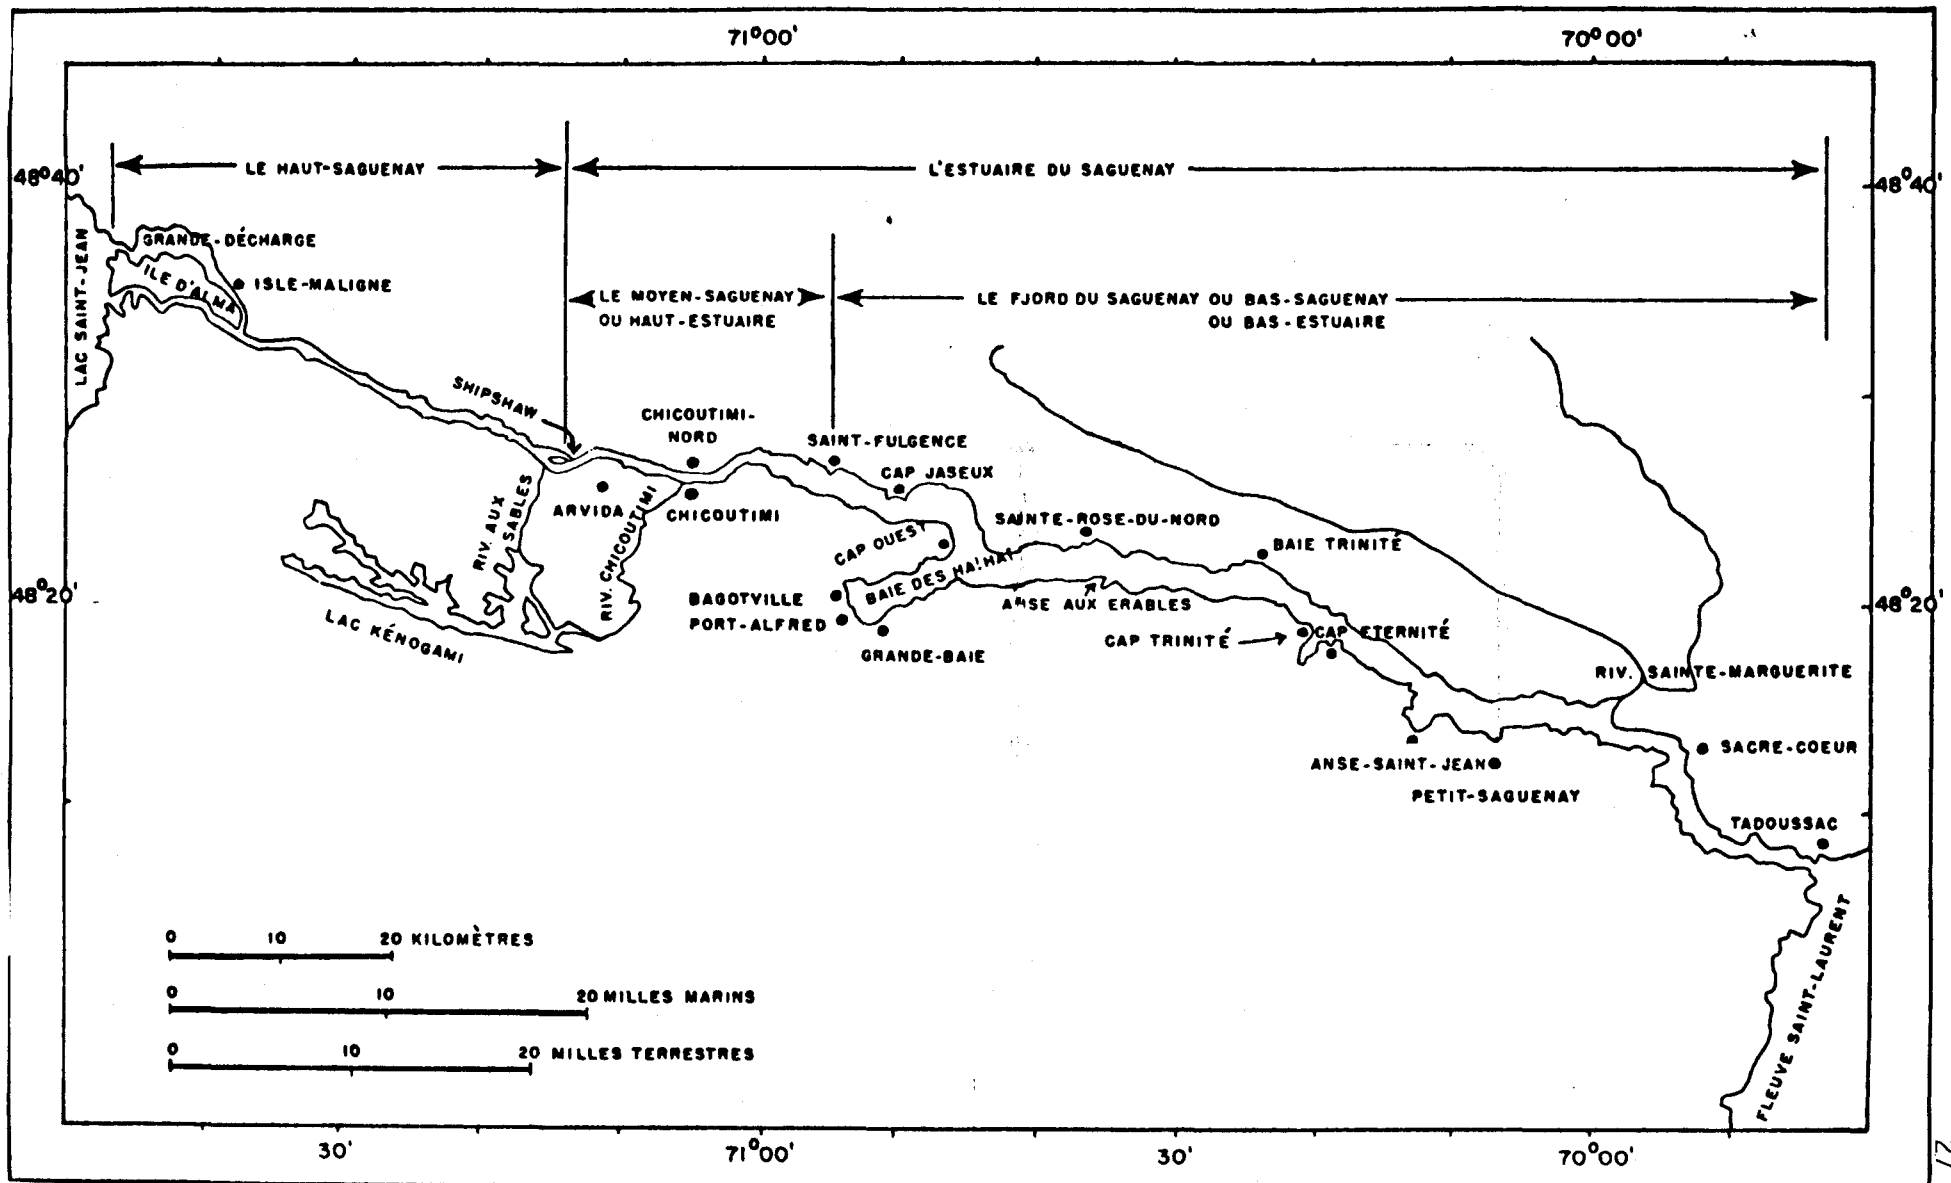 71°00'
70°00'
LE HAUT-SAGUENAY
L'ESTUAIRE DU SAGUENAY
48°40'
48°40'
LAC SAINT-JEAN
GRANDE-DÉCHARGE
ILE D'ALMA
ISLE-MALIGNE
LE MOYEN-SAGUENAY
OU HAUT-ESTUAIRE
LE FJORD DU SAGUENAY OU BAS-SAGUENAY
OU BAS-ESTUAIRE
SHIPSHAW
CHICOUTIMI-
NORD
SAINT-FULGENCE
CAP JASEUX
RIV. AUX
SABLES
ARVIDA
RIV. CHICOUTIMI
CHICOUTIMI
SAINTE-ROSE-DU-NORD
CAP OUEST
BAIE TRINITÉ
BAIE DES HA! HA!
48°20'
48°20'
BAGOTVILLE
PORT-ALFRED
ANSE AUX ERABLES
LAC KÉNOGAMI
GRANDE-BAIE
CAP TRINITÉ
CAP ETERNITÉ
RIV. SAINTE-MARGUERITE
SACRE-COEUR
ANSE-SAINT-JEAN
PETIT-SAGUENAY
TADOUSSAC
FLEUVE SAINT-LAURENT
0 10 20 KILOMÈTRES
0 10 20 MILLES MARINS
0 10 20 MILLES TERRESTRES
30'
71°00'
30'
70°00'